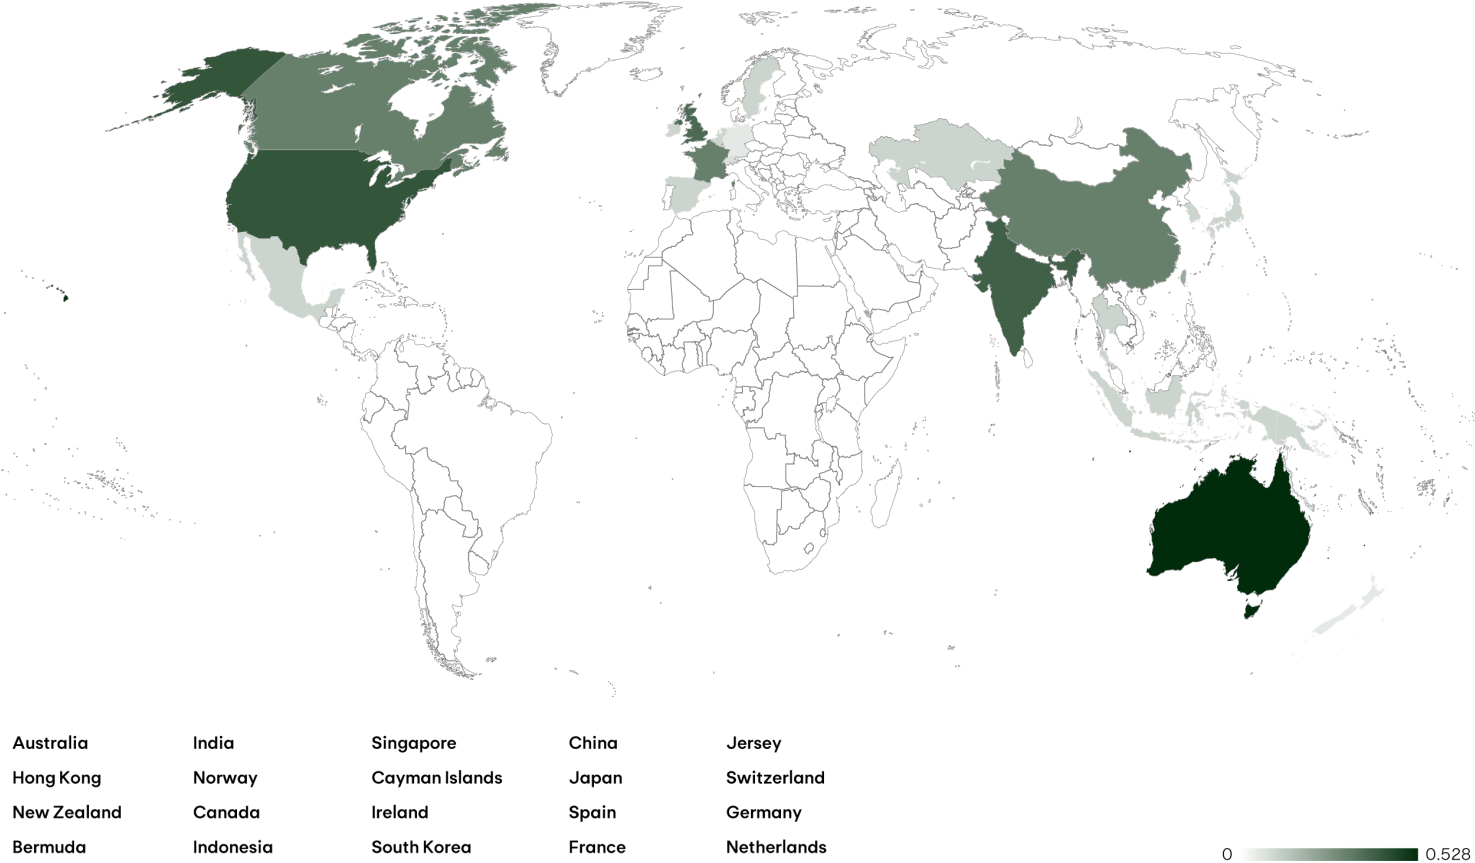 Australia India Singapore China Jersey
Hong Kong Norway Cayman Islands Japan Switzerland
New Zealand Canada Ireland Spain Germany
Bermuda Indonesia South Korea France Netherlands
0 0.528